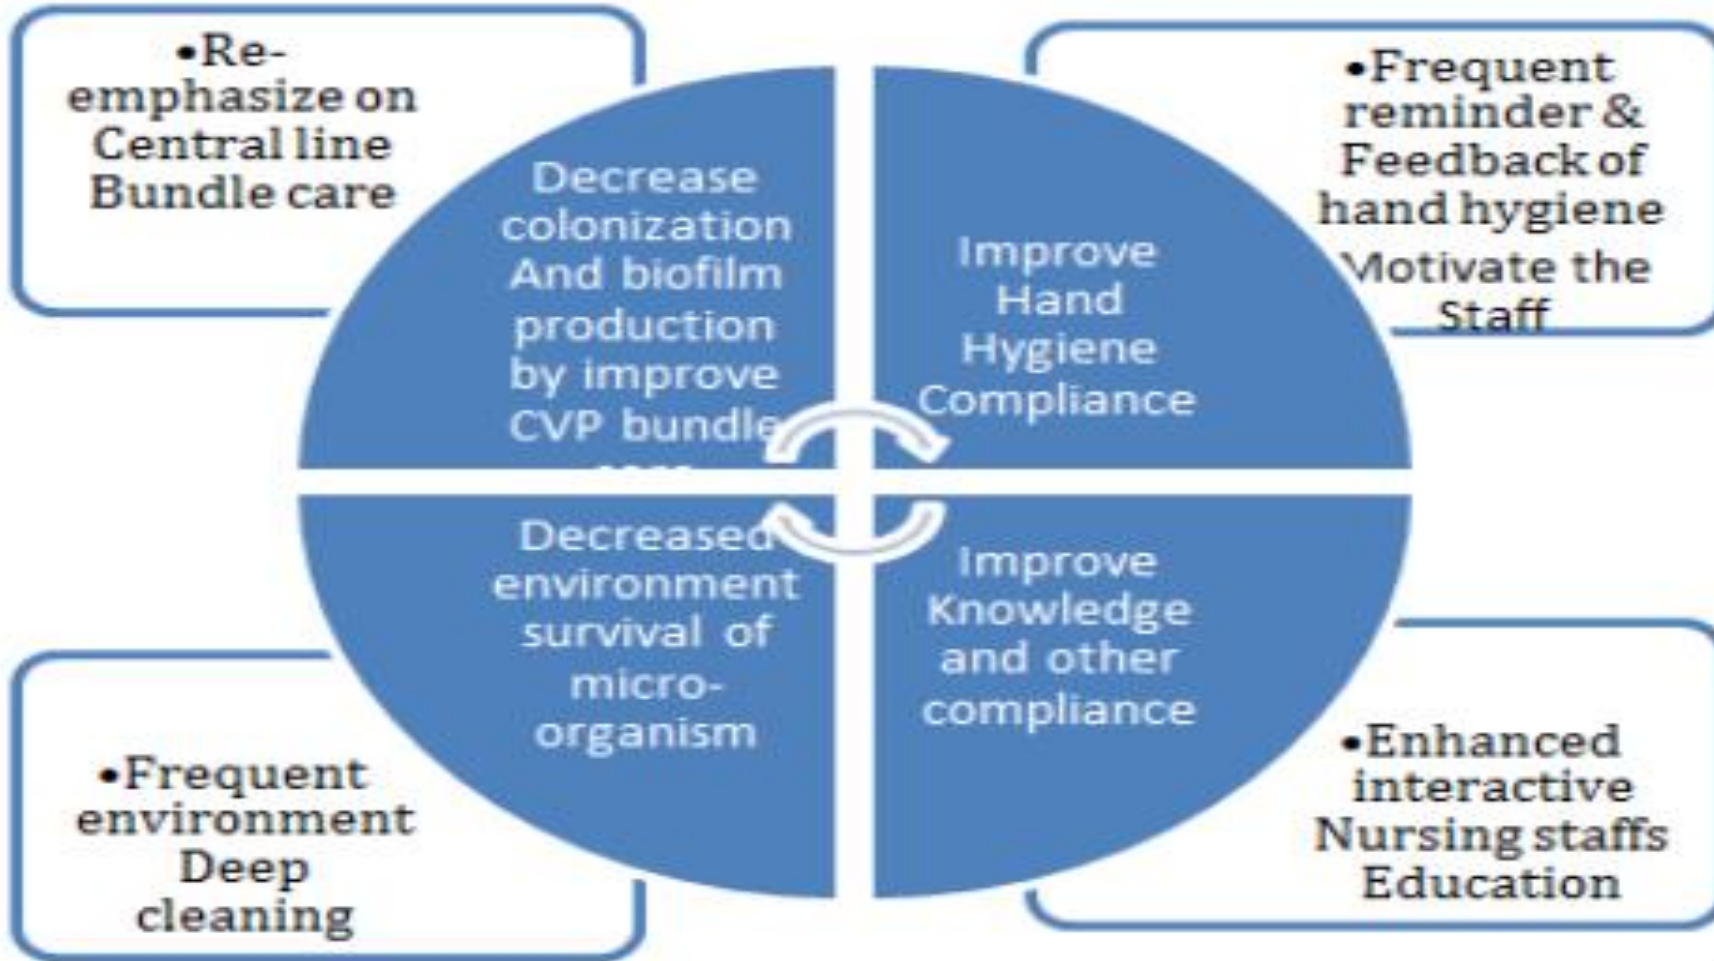 •Re-
emphasize on
Central line
Bundle care
Decrease
colonization
And biofilm
production
by improve
CVP bundle
•Frequent
reminder &
Feedback of
hand hygiene
Motivate the
Staff
Improve
Hand
Hygiene
Compliance
•Frequent
environment
Deep
cleaning
Decreased
environment
survival of
micro-
organism
Improve
Knowledge
and other
compliance
•Enhanced
interactive
Nursing staffs
Education